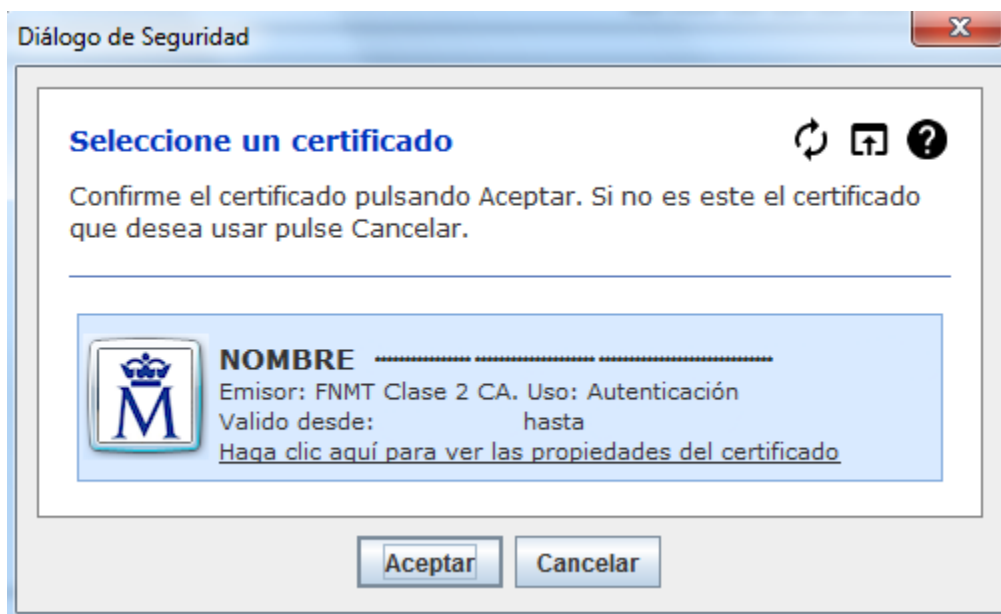 Diálogo de Seguridad
x
Seleccione un certificado
?
Confirme el certificado pulsando Aceptar. Si no es este el certificado
que desea usar pulse Cancelar.
M
NOMBRE
Emisor: FNMT Clase 2 CA. Uso: Autenticación
Valido desde: hasta
Haga clic aquí para ver las propiedades del certificado
Aceptar Cancelar